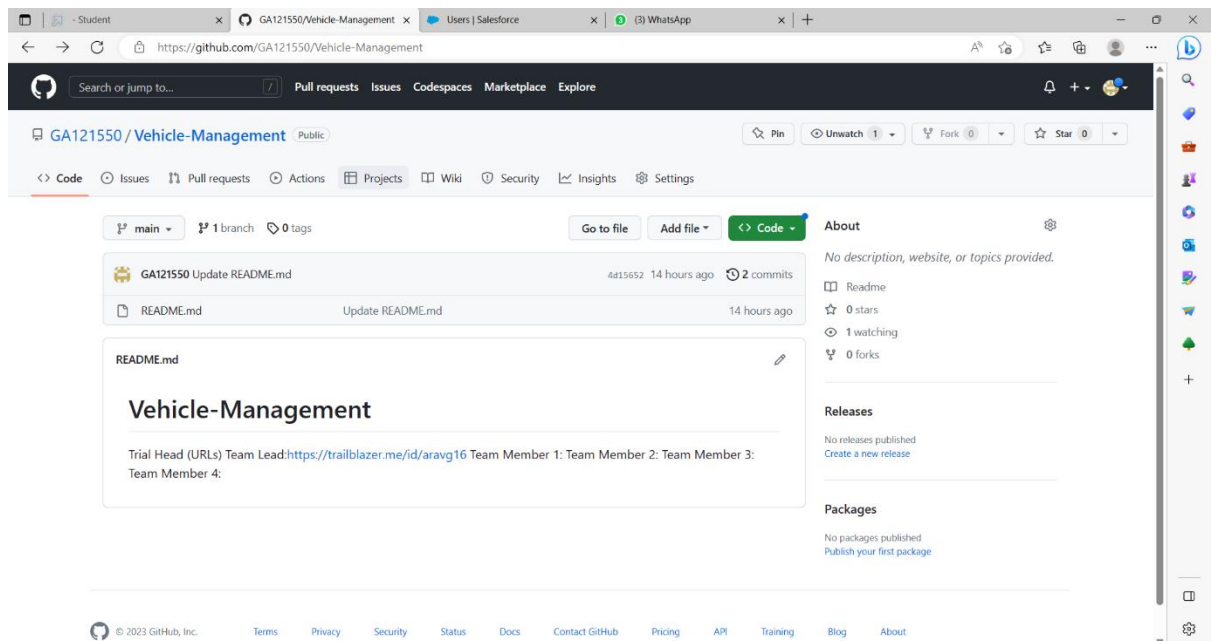 - Student
GA121550/Vehicle-Management
Users | Salesforce
(3) WhatsApp
https://github.com/GA121550/Vehicle-Management
Search or jump to...
/
Pull requests Issues Codespaces Marketplace Explore
GA121550 / Vehicle-Management Public
Pin
Unwatch 1
Fork 0
Star 0
Code Issues Pull requests Actions Projects Wiki Security Insights Settings
main 1 branch 0 tags
Go to file Add file Code
GA121550 Update README.md 4d15652 14 hours ago 2 commits
README.md Update README.md 14 hours ago
README.md
Vehicle-Management
Trial Head (URLs) Team Lead:https://trailblazer.me/id/aravg16 Team Member 1: Team Member 2: Team Member 3:
Team Member 4:
About
No description, website, or topics provided.
Readme
0 stars
1 watching
0 forks
Releases
No releases published
Create a new release
Packages
No packages published
Publish your first package
© 2023 GitHub, Inc. Terms Privacy Security Status Docs Contact GitHub Pricing API Training Blog About